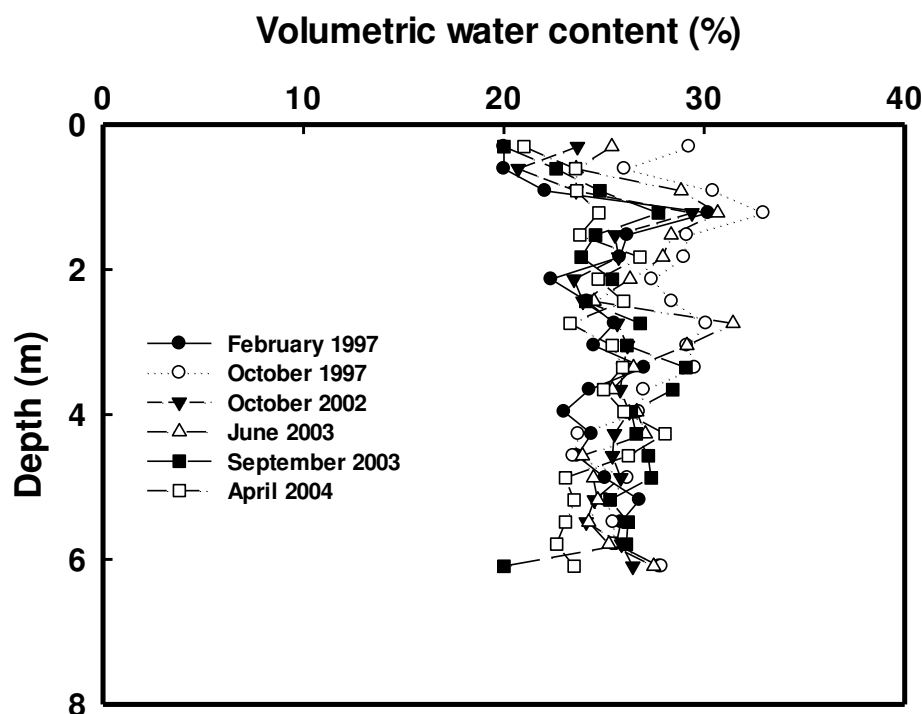 Volumetric water content (%)
0 10 20 30 40
0
2
4
6
8
Depth (m)
February 1997
October 1997
October 2002
June 2003
September 2003
April 2004